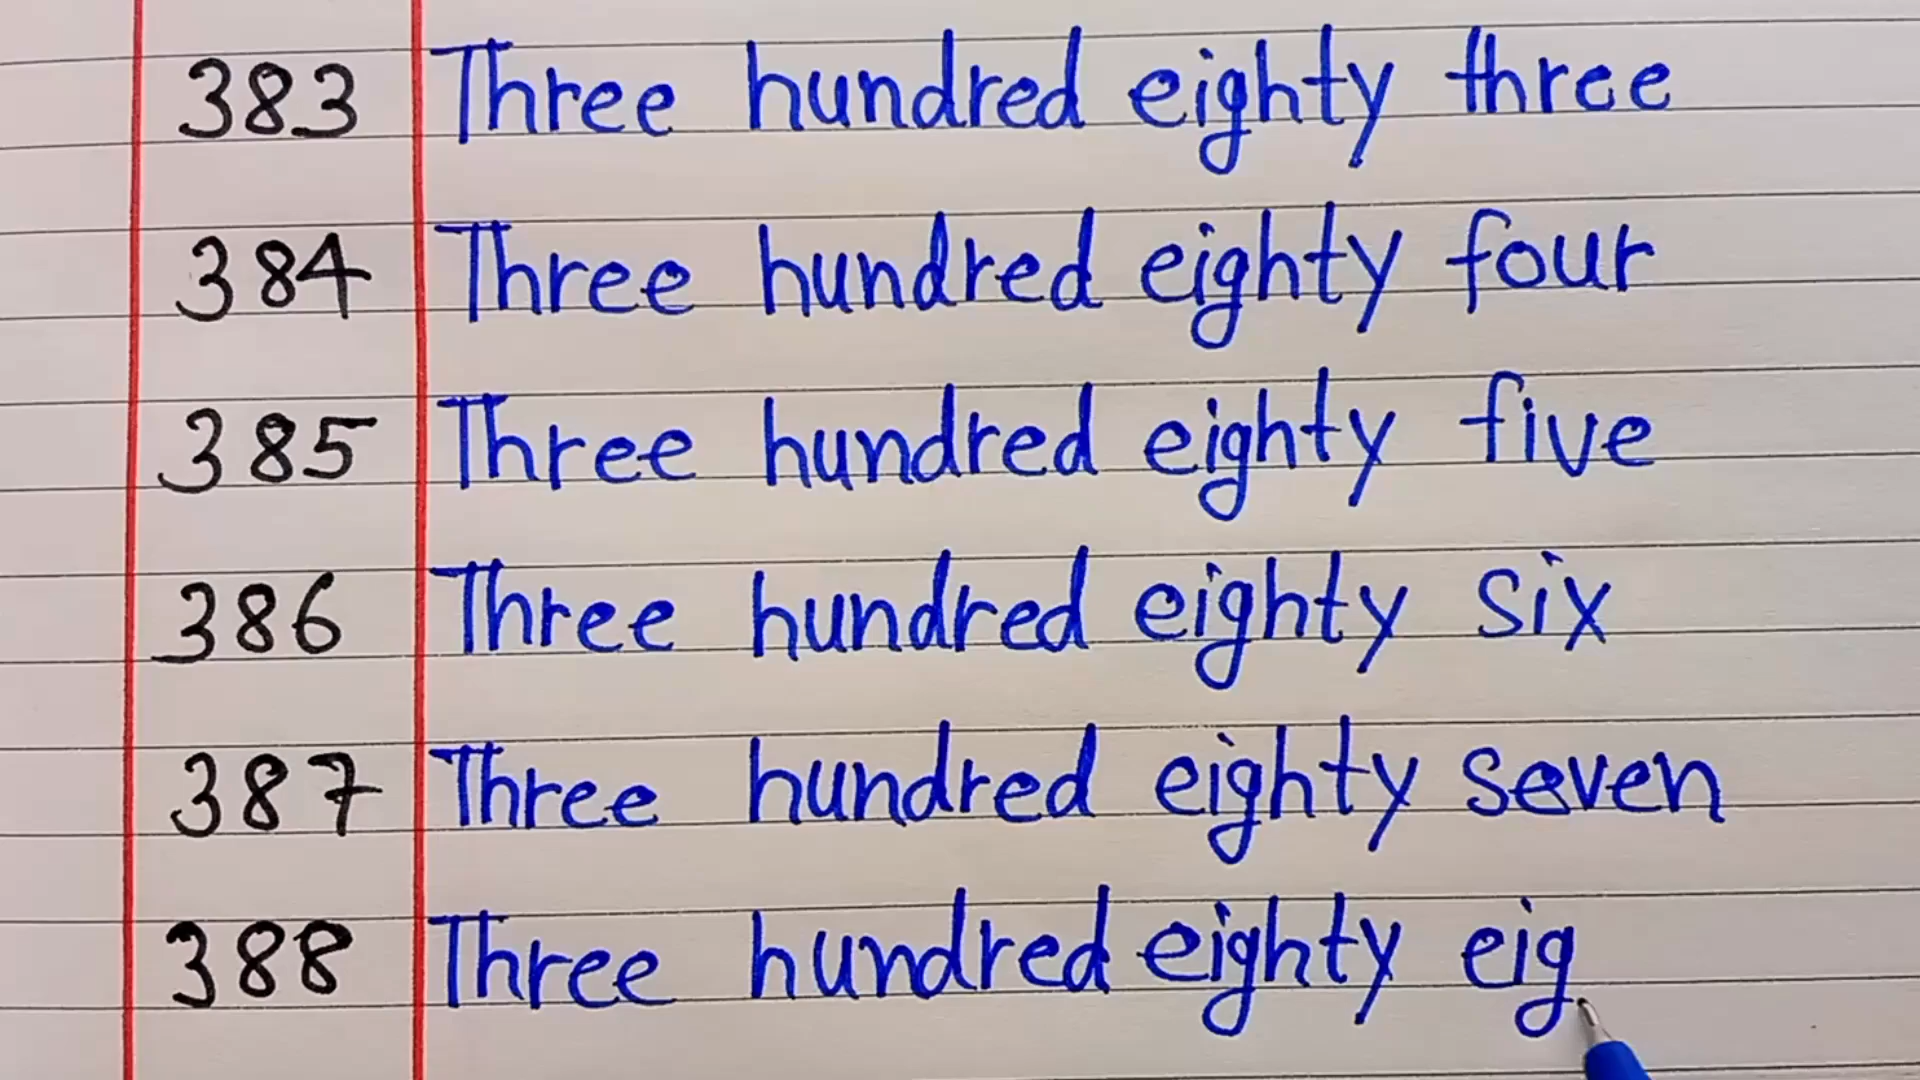 383 Three hundred eighty three
384 Three hundred eighty four
385 Three hundred eighty five
386 Three hundred eighty six
387 Three hundred eighty seven
388 Three hundred eighty eig